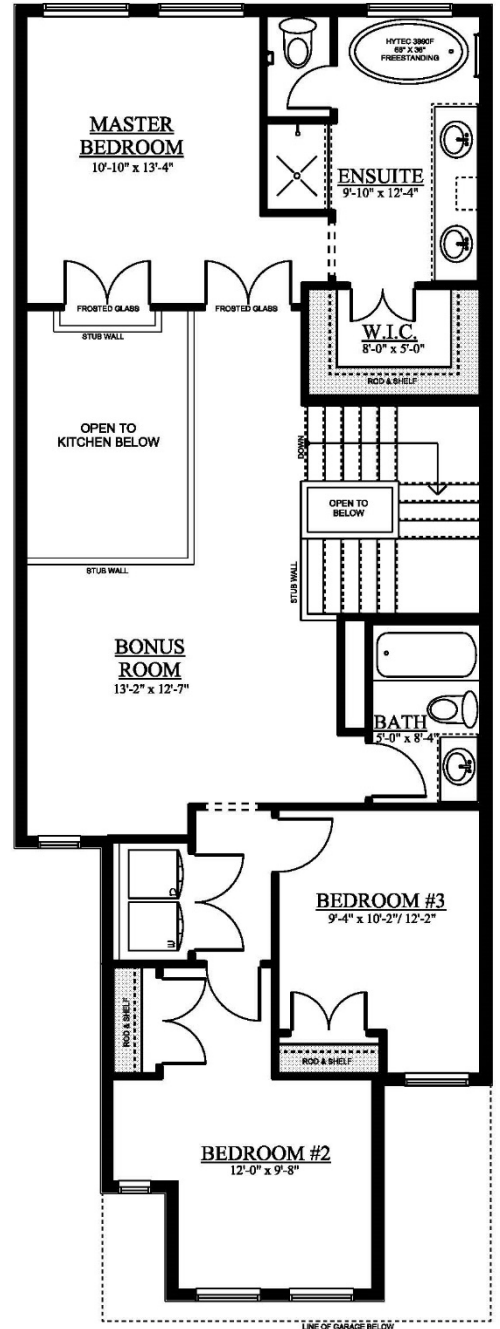 HYTEC 3890F
68" X 36"
FREESTANDING
MASTER
BEDROOM
10'-10" x 13'-4"
ENSUITE
9'-10" x 12'-4"
FROSTED GLASS
FROSTED GLASS
STUB WALL
W.I.C.
8'-0" x 5'-0"
ROD & SHELF
OPEN TO
KITCHEN BELOW
DOWN
OPEN TO
BELOW
STUB WALL
STUB WALL
BONUS
ROOM
13'-2" x 12'-7"
BATH
5'-0" x 8'-4"
D
W
BEDROOM #3
9'-4" x 10'-2"/ 12'-2"
ROD & SHELF
ROD & SHELF
BEDROOM #2
12'-0" x 9'-8"
LINE OF GARAGE BELOW